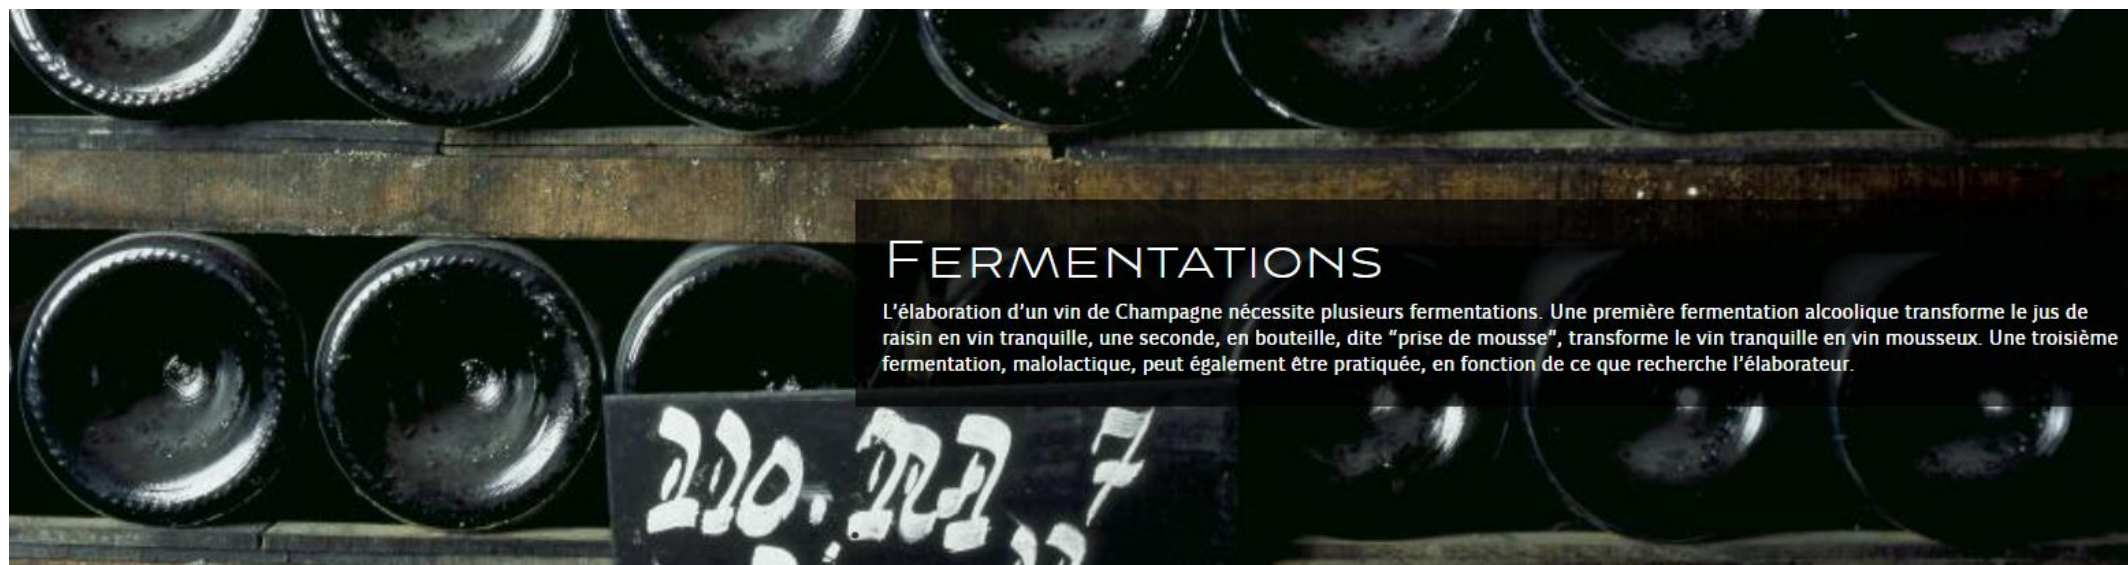 FERMENTATIONS
L'élaboration d'un vin de Champagne nécessite plusieurs fermentations. Une première fermentation alcoolique transforme le jus de
raisin en vin tranquille, une seconde, en bouteille, dite “prise de mousse”, transforme le vin tranquille en vin mousseux. Une troisième
fermentation, malolactique, peut également être pratiquée, en fonction de ce que recherche l'élaborateur.